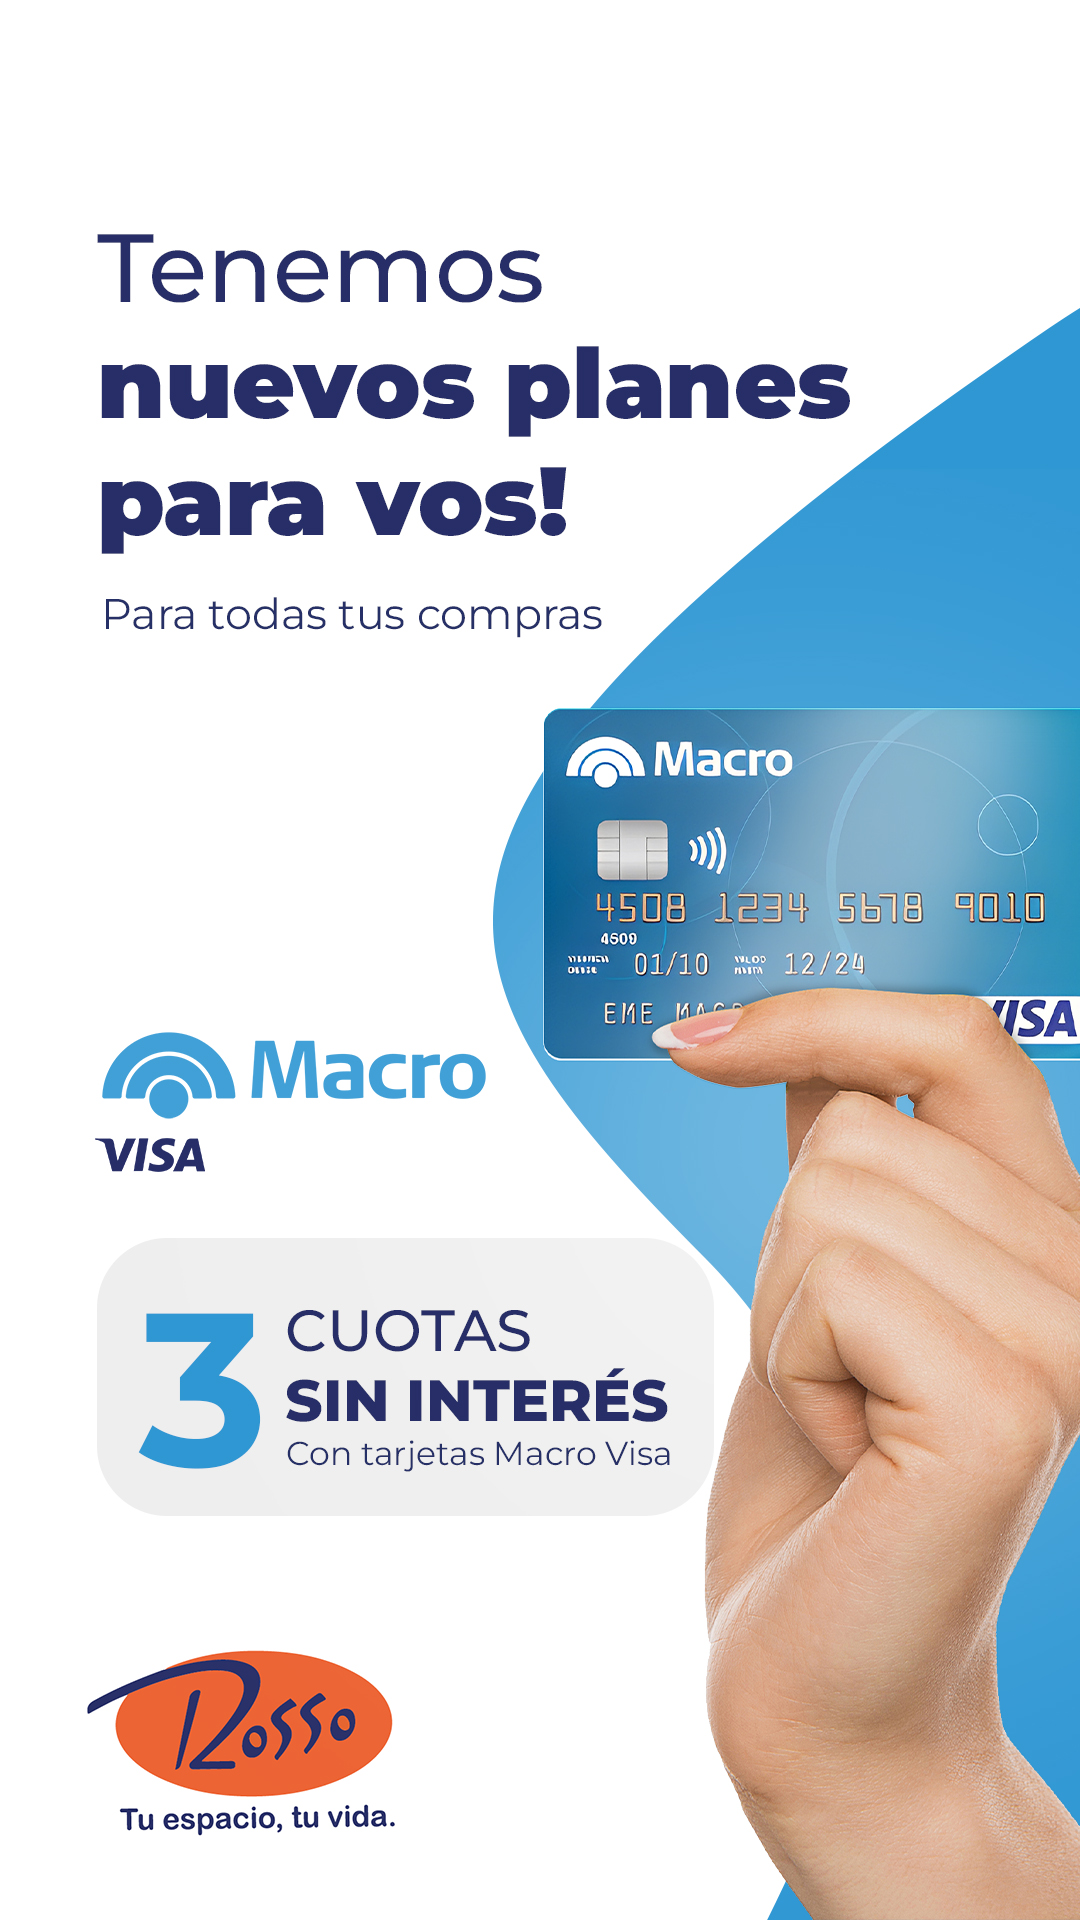 Tenemos
nuevos planes
para vos!
Para todas tus compras
Macro
4508 1234 5678 9010
01/10 12/24
EME
VISA
Macro
VISA
3 CUOTAS
SIN INTERÉS
Con tarjetas Macro Visa
Rosso
Tu espacio, tu vida.